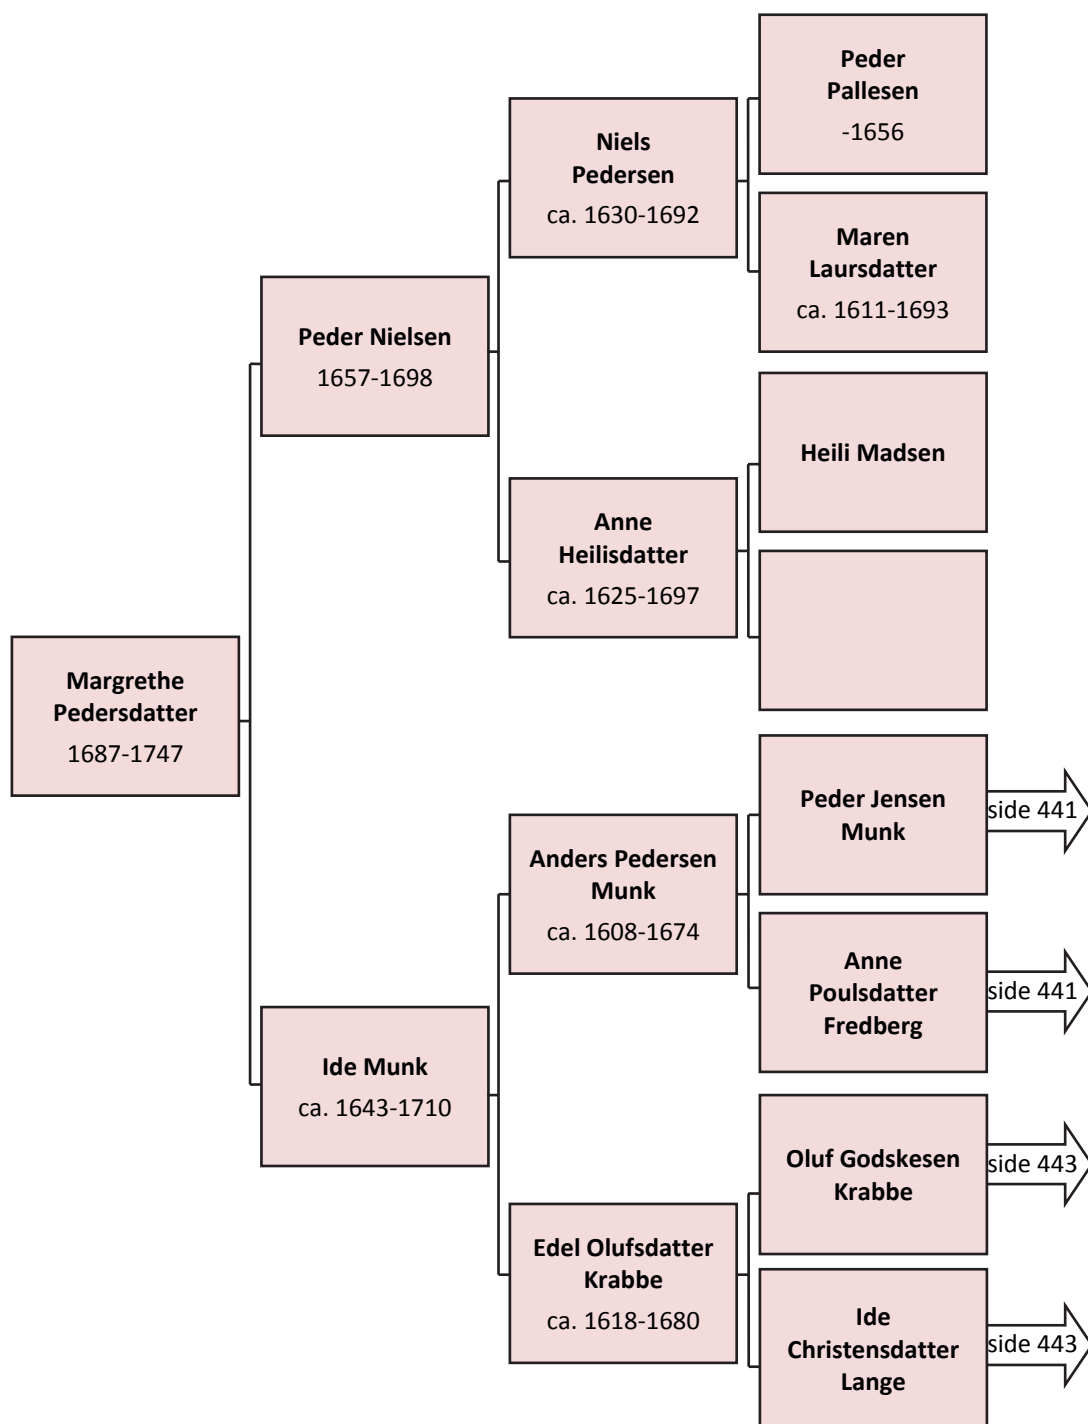 Peder
Pallesen
-1656
Niels
Pedersen
ca. 1630-1692
Maren
Laursdatter
ca. 1611-1693
Peder Nielsen
1657-1698
Heili Madsen
Anne
Heilisdatter
ca. 1625-1697
Margrethe
Pedersdatter
1687-1747
Peder Jensen
Munk
side 441
Anders Pedersen
Munk
ca. 1608-1674
Anne
Poulsdatter
Fredberg
side 441
Ide Munk
ca. 1643-1710
Oluf Godskesen
Krabbe
side 443
Edel Olufsdatter
Krabbe
ca. 1618-1680
Ide
Christensdatter
Lange
side 443